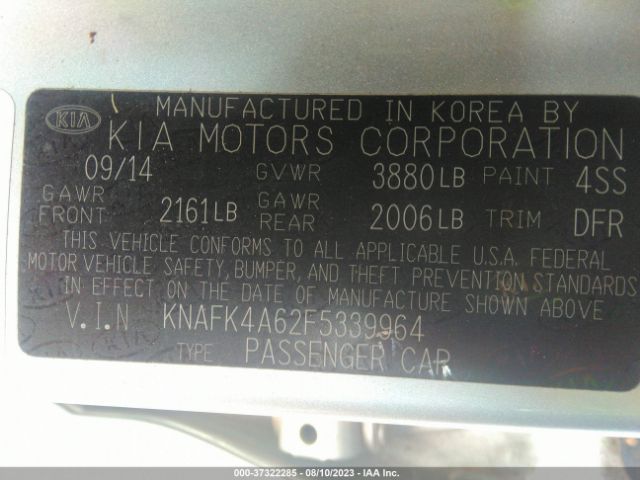 KIA
MANUFACTURED IN KOREA BY
KIA MOTORS CORPORATION
09/14 GVWR 3880LB PAINT 4SS
GAWR FRONT 2161LB GAWR REAR 2006LB TRIM DFR
THIS VEHICLE CONFORMS TO ALL APPLICABLE U.S.A. FEDERAL
MOTOR VEHICLE SAFETY, BUMPER, AND THEFT PREVENTION STANDARDS
IN EFFECT ON THE DATE OF MANUFACTURE SHOWN ABOVE
V.I.N KNAFK4A62F5339964
TYPE PASSENGER CAR
000-37322285 - 08/10/2023 - IAA Inc.